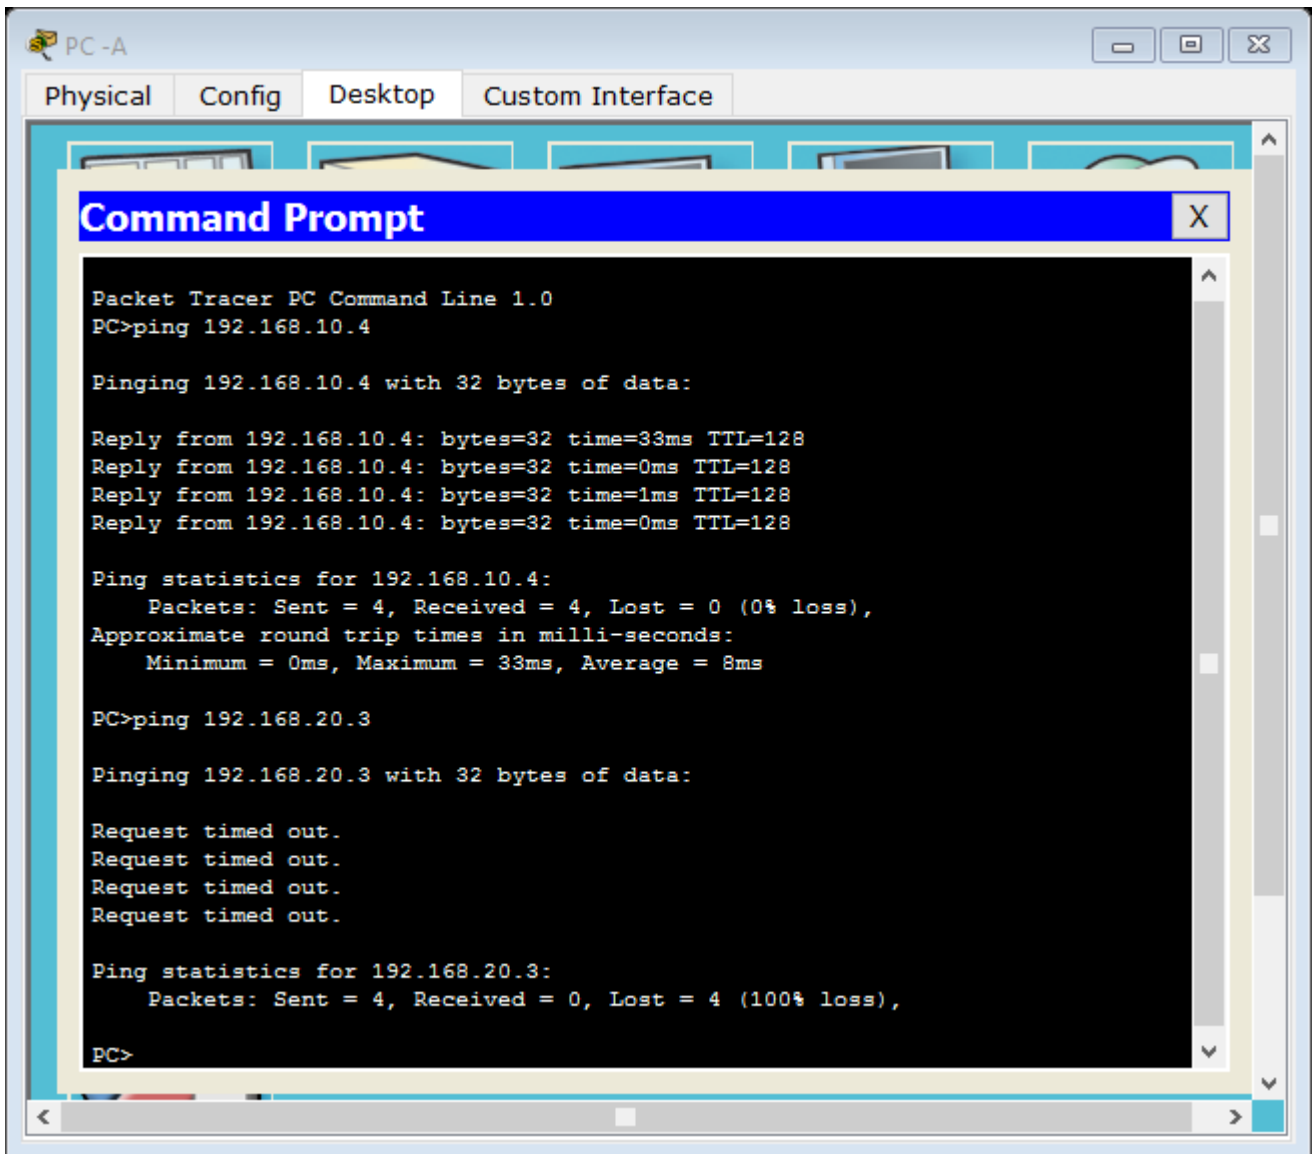 PC -A
Physical Config Desktop Custom Interface
Command Prompt
X
Packet Tracer PC Command Line 1.0
PC>ping 192.168.10.4
Pinging 192.168.10.4 with 32 bytes of data:
Reply from 192.168.10.4: bytes=32 time=33ms TTL=128
Reply from 192.168.10.4: bytes=32 time=0ms TTL=128
Reply from 192.168.10.4: bytes=32 time=1ms TTL=128
Reply from 192.168.10.4: bytes=32 time=0ms TTL=128
Ping statistics for 192.168.10.4:
Packets: Sent = 4, Received = 4, Lost = 0 (0% loss),
Approximate round trip times in milli-seconds:
Minimum = 0ms, Maximum = 33ms, Average = 8ms
PC>ping 192.168.20.3
Pinging 192.168.20.3 with 32 bytes of data:
Request timed out.
Request timed out.
Request timed out.
Request timed out.
Ping statistics for 192.168.20.3:
Packets: Sent = 4, Received = 0, Lost = 4 (100% loss),
PC>